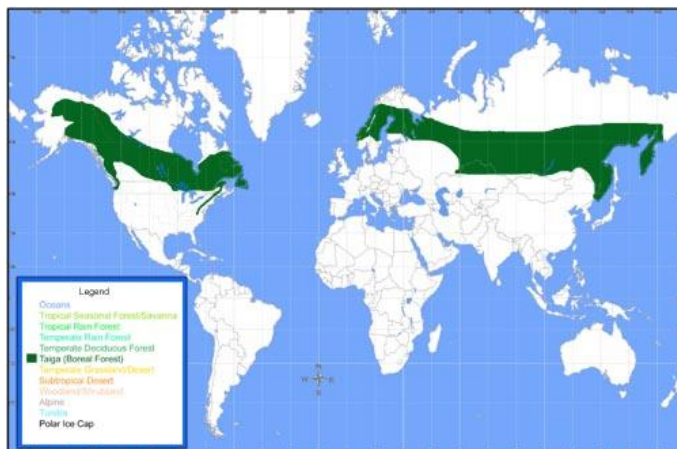 Legend
Oceans
Tropical Seasonal Forest/Savanna
Tropical Rain Forest
Temperate Rain Forest
Temperate Deciduous Forest
Taiga (Boreal Forest)
Temperate Grassland/Desert
Subtropical Desert
Woodland/Shrubland
Alpine
Tundra
Polar Ice Cap
N
W E
S